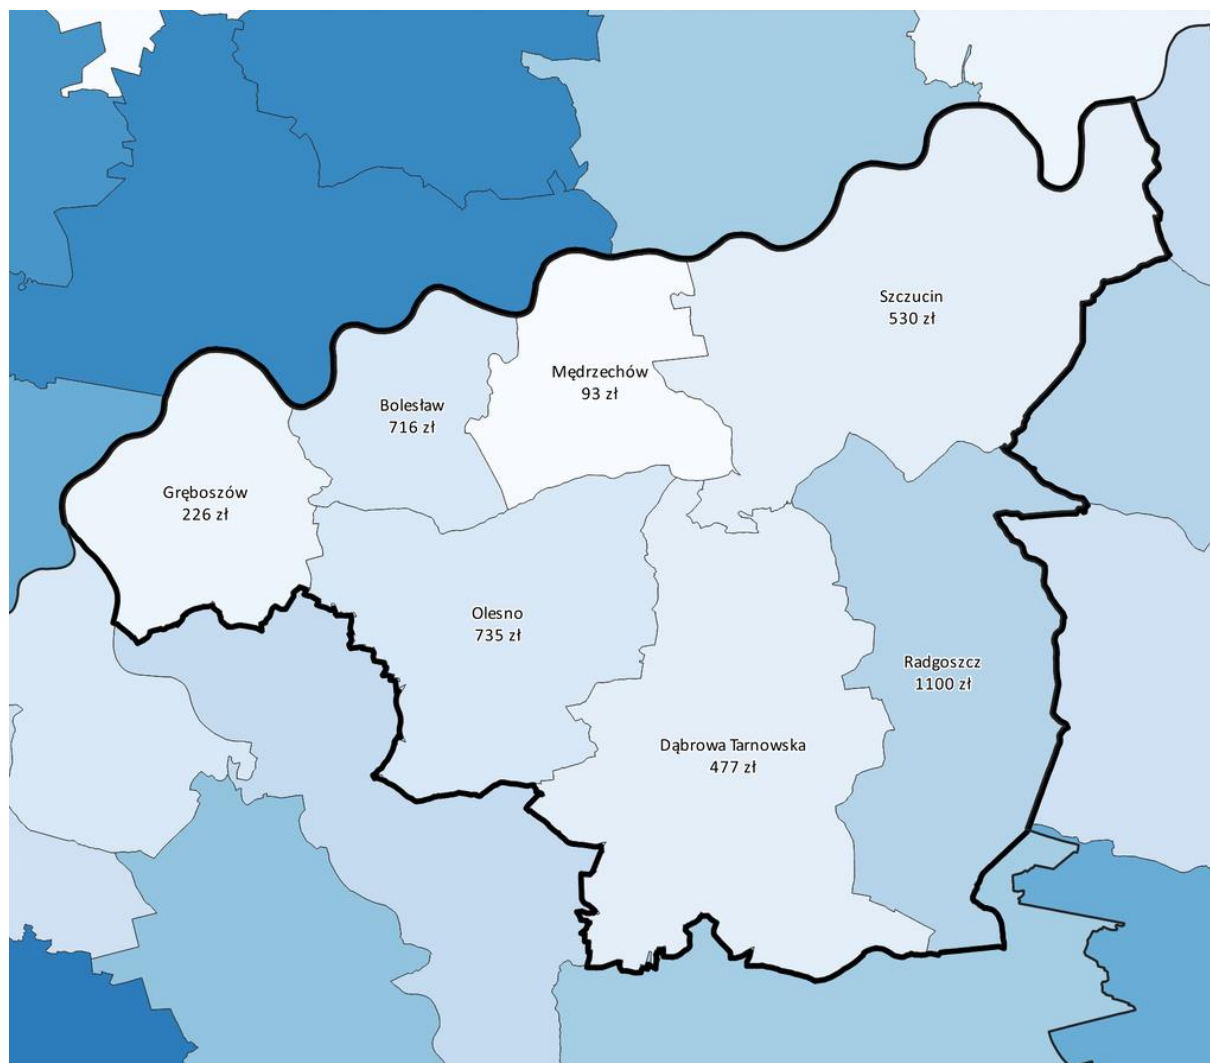 Szczucin
530 zł
Mędrzechów
93 zł
Bolesław
716 zł
Gręboszów
226 zł
Olesno
735 zł
Radgoszcz
1100 zł
Dąbrowa Tarnowska
477 zł